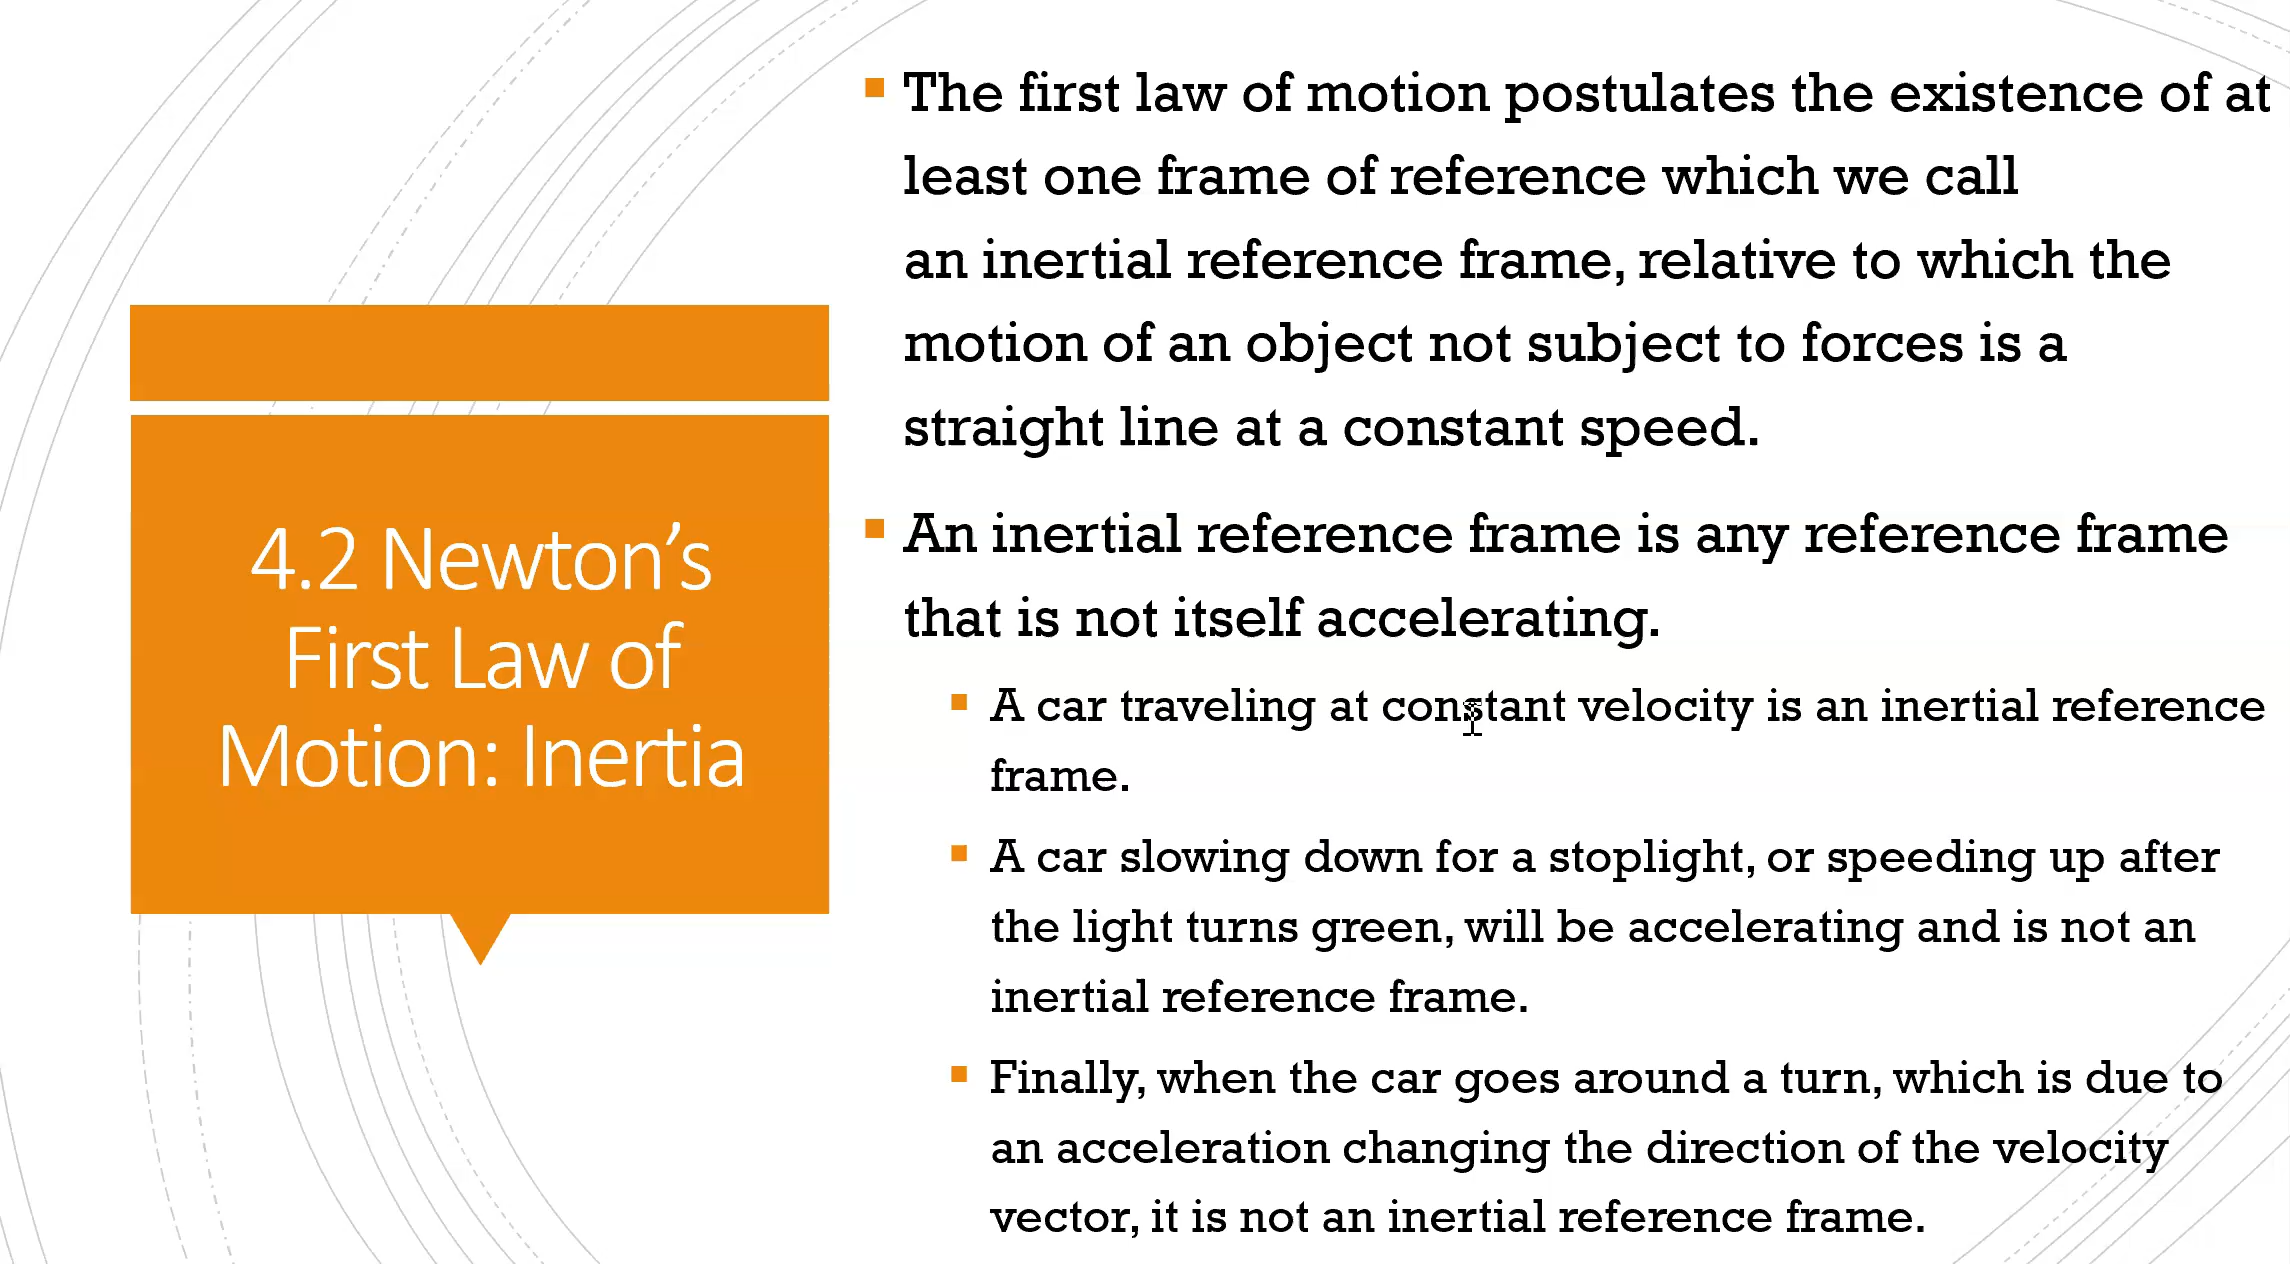 4.2 Newton’s
First Law of
Motion: Inertia
The first law of motion postulates the existence of at
least one frame of reference which we call
an inertial reference frame, relative to which the
motion of an object not subject to forces is a
straight line at a constant speed.
An inertial reference frame is any reference frame
that is not itself accelerating.
A car traveling at constant velocity is an inertial reference
frame.
A car slowing down for a stoplight, or speeding up after
the light turns green, will be accelerating and is not an
inertial reference frame.
Finally, when the car goes around a turn, which is due to
an acceleration changing the direction of the velocity
vector, it is not an inertial reference frame.